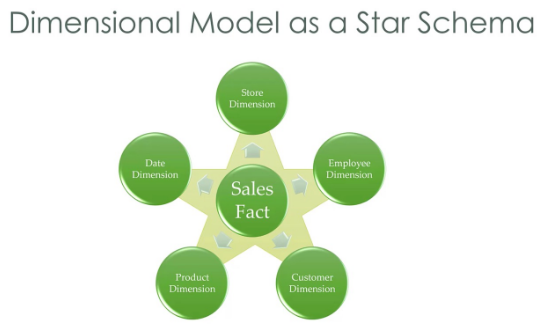 Dimensional Model as a Star Schema
Store
Dimension
Date
Dimension
Employee
Dimension
Sales
Fact
Product
Dimension
Customer
Dimension